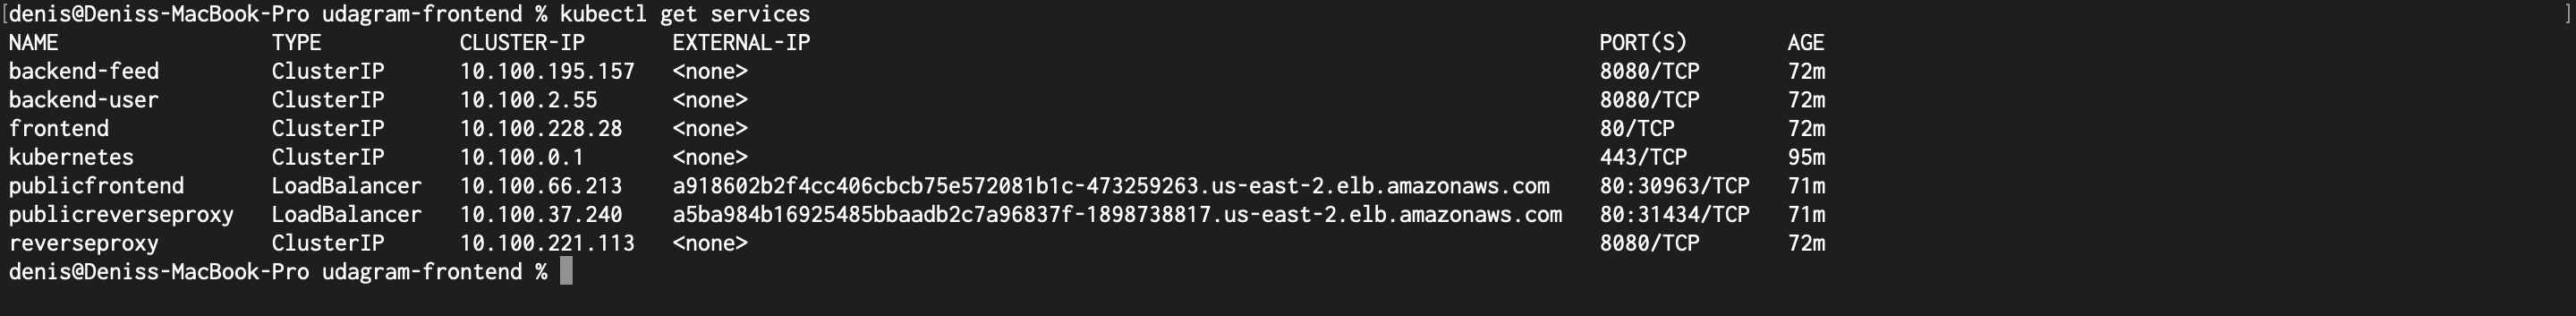 [denis@Deniss-MacBook-Pro udagram-frontend % kubectl get services ]
NAME TYPE CLUSTER-IP EXTERNAL-IP PORT(S) AGE
backend-feed ClusterIP 10.100.195.157 <none> 8080/TCP 72m
backend-user ClusterIP 10.100.2.55 <none> 8080/TCP 72m
frontend ClusterIP 10.100.228.28 <none> 80/TCP 72m
kubernetes ClusterIP 10.100.0.1 <none> 443/TCP 95m
publicfrontend LoadBalancer 10.100.66.213 a918602b2f4cc406cbcb75e572081b1c-473259263.us-east-2.elb.amazonaws.com 80:30963/TCP 71m
publicreverseproxy LoadBalancer 10.100.37.240 a5ba984b16925485bbaadb2c7a96837f-1898738817.us-east-2.elb.amazonaws.com 80:31434/TCP 71m
reverseproxy ClusterIP 10.100.221.113 <none> 8080/TCP 72m
denis@Deniss-MacBook-Pro udagram-frontend %